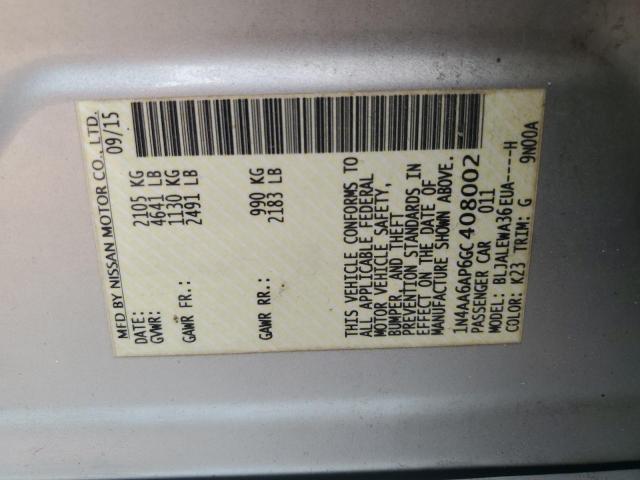 MFD BY NISSAN MOTOR CO., LTD.
DATE: 09/15
GVWR: 2105 KG
4641 LB
GAWR FR.: 1130 KG
2491 LB
GAWR RR.: 990 KG
2183 LB
THIS VEHICLE CONFORMS TO
ALL APPLICABLE FEDERAL
MOTOR VEHICLE SAFETY,
BUMPER, AND THEFT
PREVENTION STANDARDS IN
EFFECT ON THE DATE OF
MANUFACTURE SHOWN ABOVE.
1N4AA6AP6GC408002
PASSENGER CAR 011
MODEL: BLJALEWA36EUA-----H
COLOR: K23 TRIM: G 9N00A